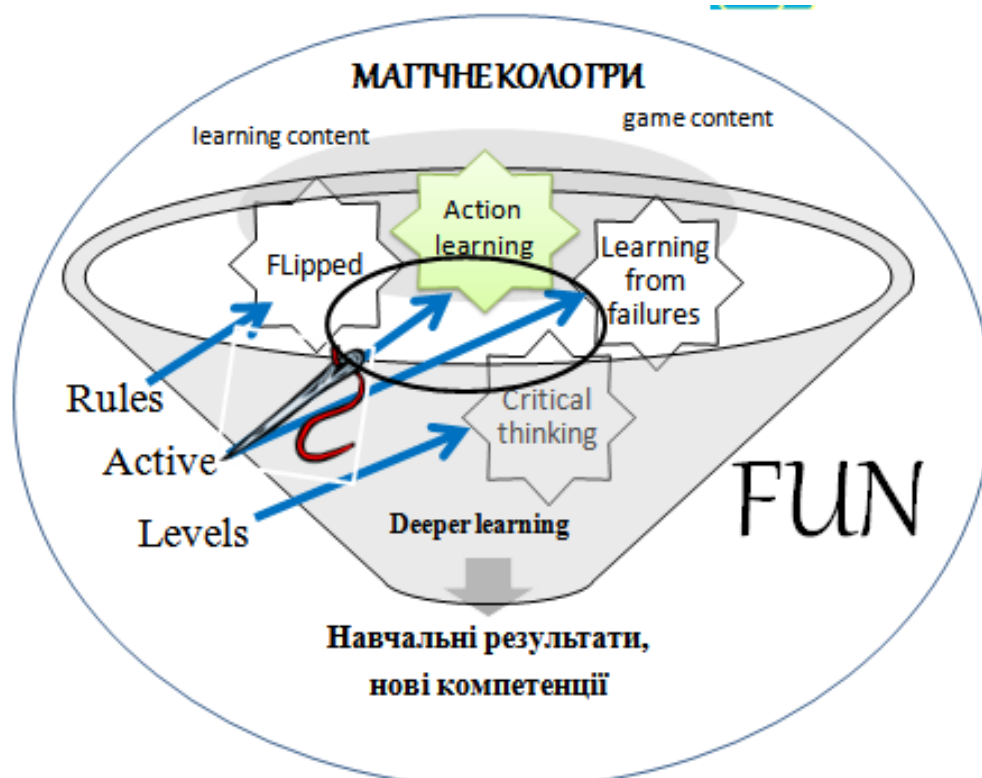 МАГІЧНЕ КОЛО ГРИ
learning content
game content
Action
learning
FLipped
Learning
from
failures
Rules
Critical
thinking
Active
FUN
Levels
Deeper learning
Навчальні результати,
нові компетенції